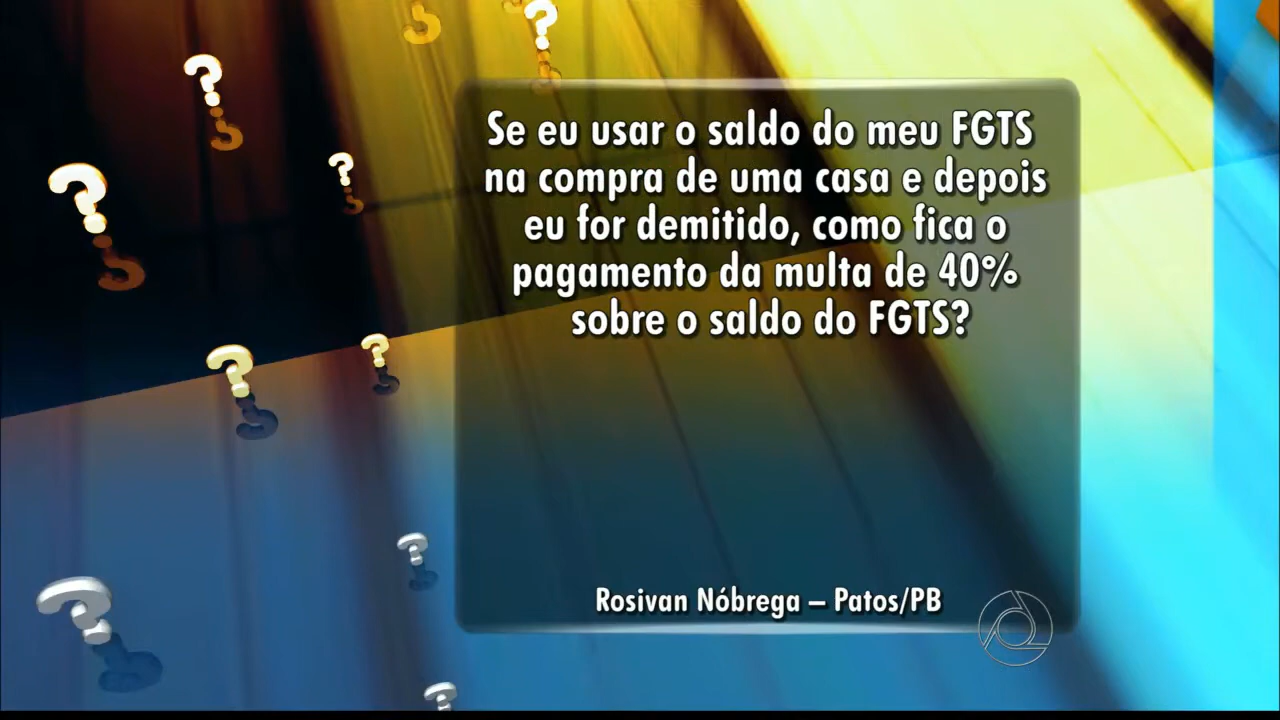 Se eu usar o saldo do meu FGTS
na compra de uma casa e depois
eu for demitido, como fica o
pagamento da multa de 40%
sobre o saldo do FGTS?
Rosivan Nóbrega – Patos/PB